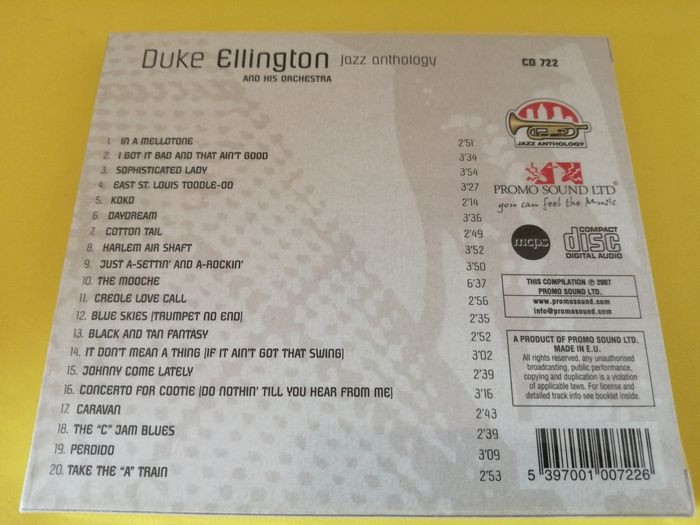 Duke Ellington jazz anthology
AND HIS ORCHESTRA
CD 722
1. IN A MELLOTONE 2'51
2. I GOT IT BAD AND THAT AIN'T GOOD 3'34
3. SOPHISTICATED LADY 3'54
4. EAST ST. LOUIS TOODLE-OO 3'27
5. KOKO 2'14
6. DAYDREAM 3'36
7. COTTON TAIL 2'49
8. HARLEM AIR SHAFT 3'52
9. JUST A-SETTIN' AND A-ROCKIN' 3'50
10. THE MOOCHE 6'37
11. CREOLE LOVE CALL 2'56
12. BLUE SKIES (TRUMPET NO END) 2'35
13. BLACK AND TAN FANTASY 2'52
14. IT DON'T MEAN A THING (IF IT AIN'T GOT THAT SWING) 3'02
15. JOHNNY COME LATELY 2'39
16. CONCERTO FOR COOTIE (DO NOTHIN' TILL YOU HEAR FROM ME) 3'16
17. CARAVAN 2'43
18. THE "C" JAM BLUES 2'39
19. PERDIDO 3'09
20. TAKE THE "A" TRAIN 2'53
JAZZ ANTHOLOGY
PROMO SOUND LTD®
you can feel the Music
mcps
COMPACT
disc
DIGITAL AUDIO
THIS COMPILATION ℗ 2007
PROMO SOUND LTD.
www.promosound.com
info@promosound.com
A PRODUCT OF PROMO SOUND LTD.
MADE IN E.U.
All rights reserved, any unauthorised
broadcasting, public performance,
copying and duplication is a violation
of applicable laws. For license and
detailed track info see booklet inside.
5 397001 007226